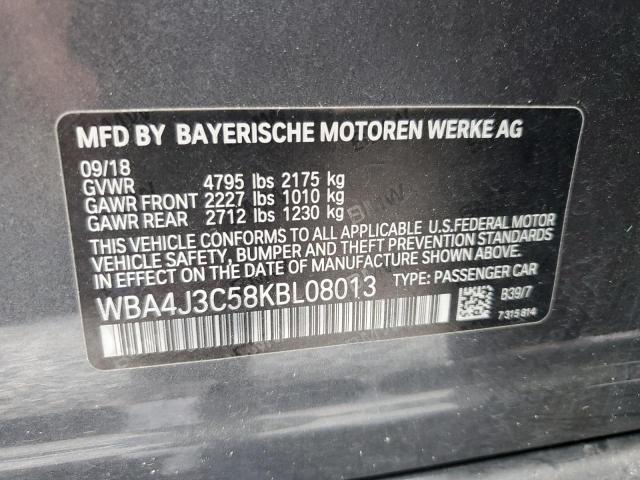 MFD BY BAYERISCHE MOTOREN WERKE AG
09/18
GVWR 4795 lbs 2175 kg
GAWR FRONT 2227 lbs 1010 kg
GAWR REAR 2712 lbs 1230 kg
THIS VEHICLE CONFORMS TO ALL APPLICABLE U.S.FEDERAL MOTOR
VEHICLE SAFETY, BUMPER, AND THEFT PREVENTION STANDARDS
IN EFFECT ON THE DATE OF MANUFACTURE SHOWN ABOVE.
WBA4J3C58KBL08013 TYPE: PASSENGER CAR
B39/7
7315814